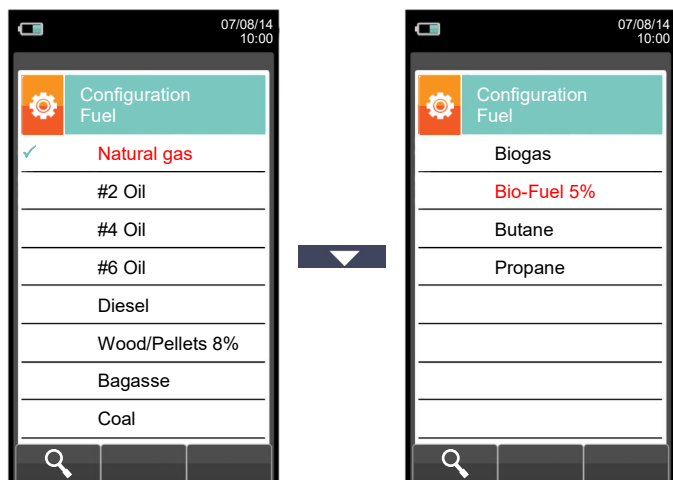 07/08/14
10:00
Configuration
Fuel
Natural gas
#2 Oil
#4 Oil
#6 Oil
Diesel
Wood/Pellets 8%
Bagasse
Coal
07/08/14
10:00
Configuration
Fuel
Biogas
Bio-Fuel 5%
Butane
Propane